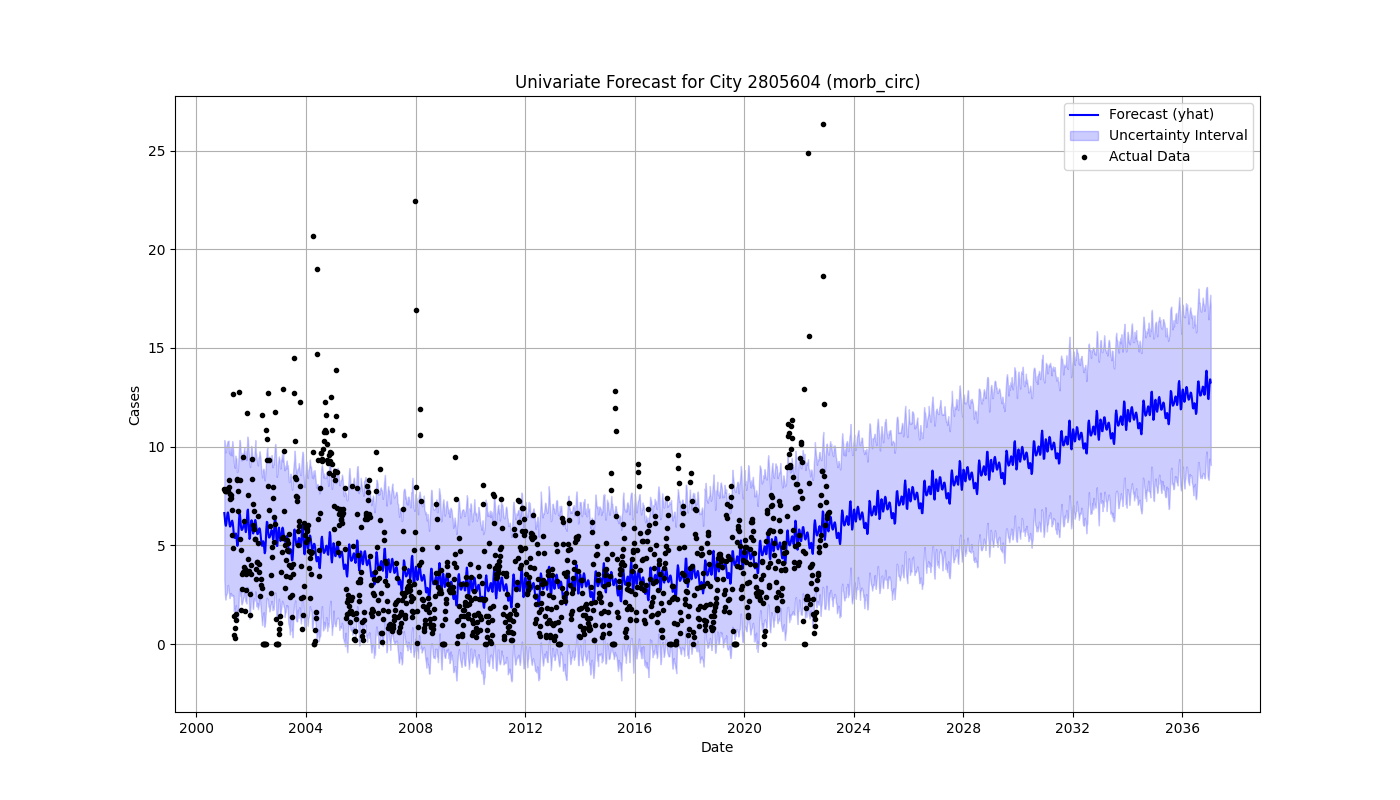 Univariate Forecast for City 2805604 (morb_circ)
Forecast (yhat)
Uncertainty Interval
Actual Data
Cases
25
20
15
10
5
0
2000 2004 2008 2012 2016 2020 2024 2028 2032 2036
Date